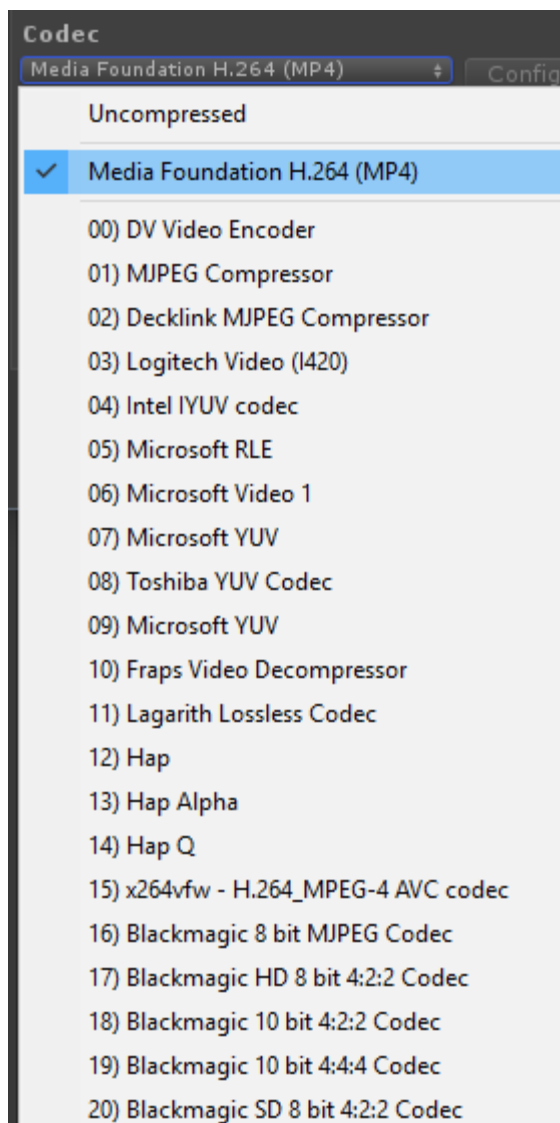 Codec
Media Foundation H.264 (MP4)
Config
Uncompressed
Media Foundation H.264 (MP4)
00) DV Video Encoder
01) MJPEG Compressor
02) Decklink MJPEG Compressor
03) Logitech Video (I420)
04) Intel IYUV codec
05) Microsoft RLE
06) Microsoft Video 1
07) Microsoft YUV
08) Toshiba YUV Codec
09) Microsoft YUV
10) Fraps Video Decompressor
11) Lagarith Lossless Codec
12) Hap
13) Hap Alpha
14) Hap Q
15) x264vfw - H.264_MPEG-4 AVC codec
16) Blackmagic 8 bit MJPEG Codec
17) Blackmagic HD 8 bit 4:2:2 Codec
18) Blackmagic 10 bit 4:2:2 Codec
19) Blackmagic 10 bit 4:4:4 Codec
20) Blackmagic SD 8 bit 4:2:2 Codec